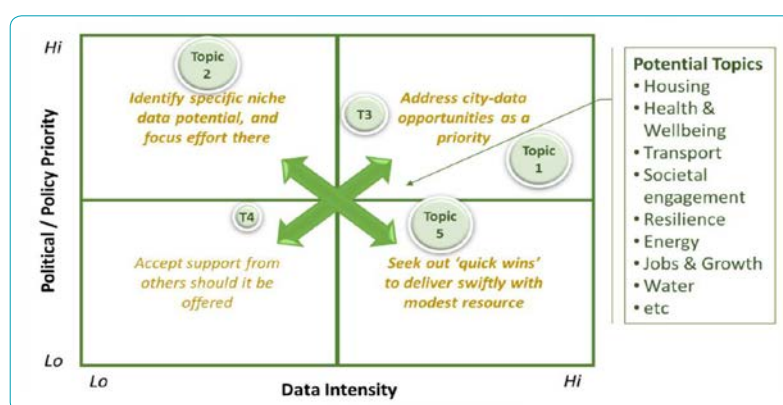 Hi
Political / Policy Priority
Lo
Topic
2
Identify specific niche
data potential, and
focus effort there
T3
Address city-data
opportunities as a
priority
Topic
1
T4
Accept support from
others should it be
offered
Topic
5
Seek out ‘quick wins’
to deliver swiftly with
modest resource
Lo
Data Intensity
Hi
Potential Topics
• Housing
• Health &
Wellbeing
• Transport
• Societal
engagement
• Resilience
• Energy
• Jobs & Growth
• Water
• etc